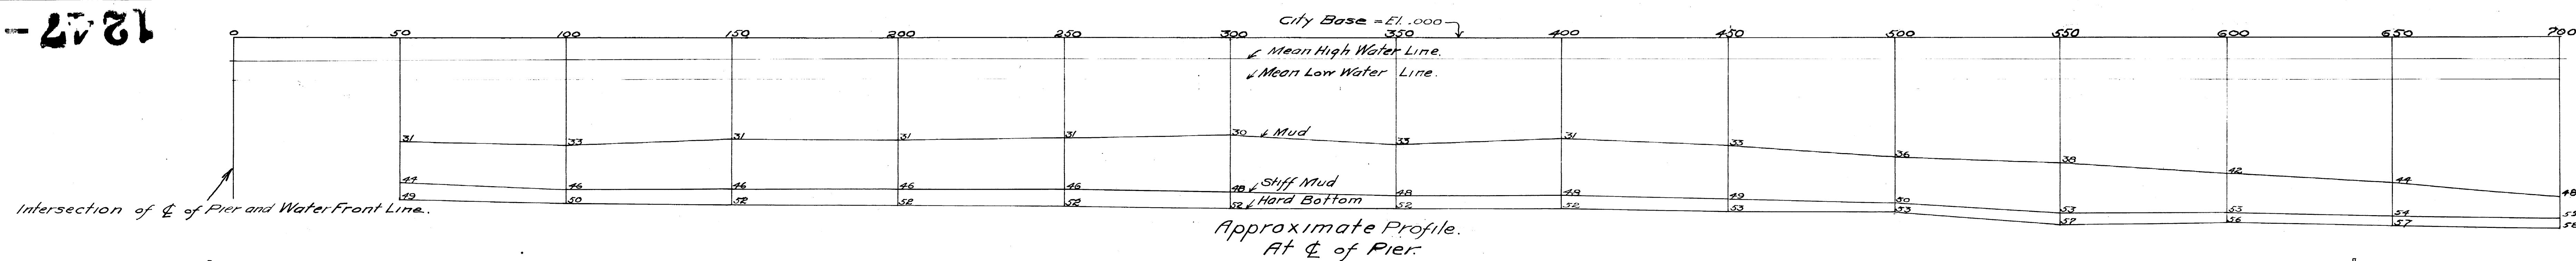 City Base = El. .000
0 50 100 150 200 250 300 350 400 450 500 550 600 650 700
Mean High Water Line.
Mean Low Water Line.
31 33 31 31 31 30 Mud 33 31 33 36 38 42 44 48
44 46 46 46 46 48 Stiff Mud 48 48 49 50 53 53 54 55
49 50 52 52 52 52 Hard Bottom 52 52 53 53 57 56 57 58
Intersection of ℄ of Pier and Water Front Line.
Approximate Profile.
At ℄ of Pier.